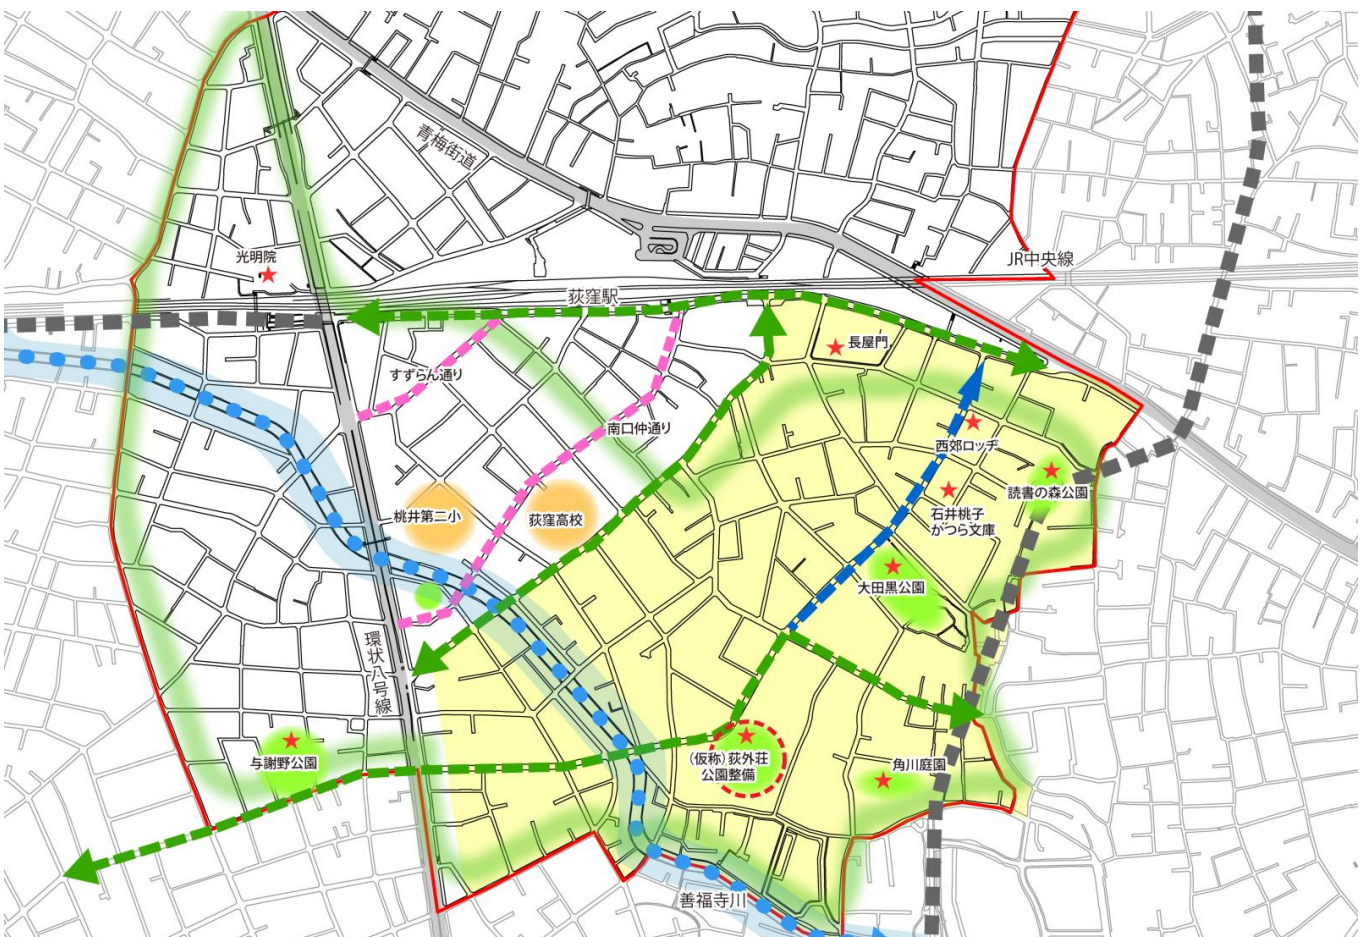 青梅街道
光明院
JR中央線
荻窪駅
長屋門
すずらん通り
南口仲通り
西郊ロッヂ
読書の森公園
石井桃子
かつら文庫
桃井第二小
荻窪高校
大田黒公園
環状八号線
与謝野公園
(仮称)荻外荘
公園整備
角川庭園
善福寺川